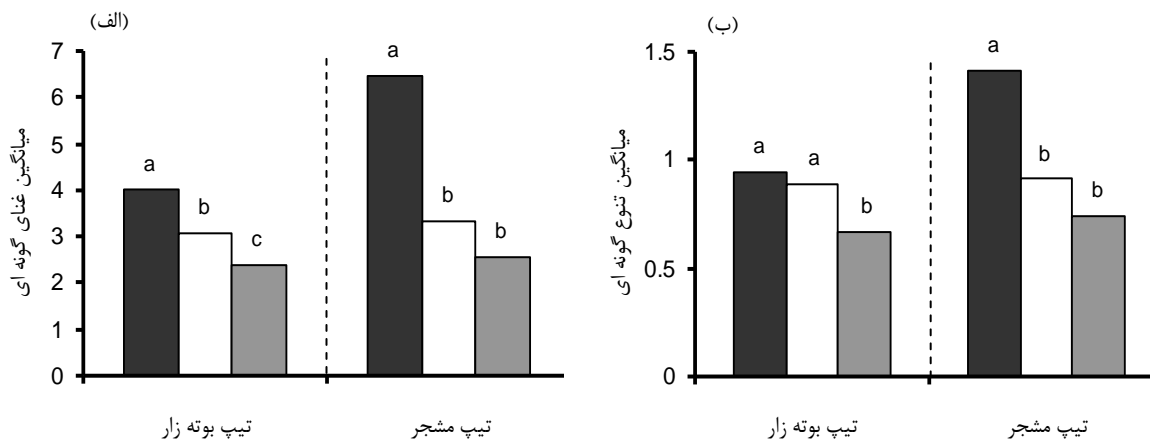 (الف)
میانگین غنای گونه ای
7
6
5
4
3
2
1
0
a
b
c
a
b
b
تیپ بوته زار
تیپ مشجر
(ب)
میانگین تنوع گونه ای
1.5
1
0.5
0
a
a
b
a
b
b
تیپ بوته زار
تیپ مشجر